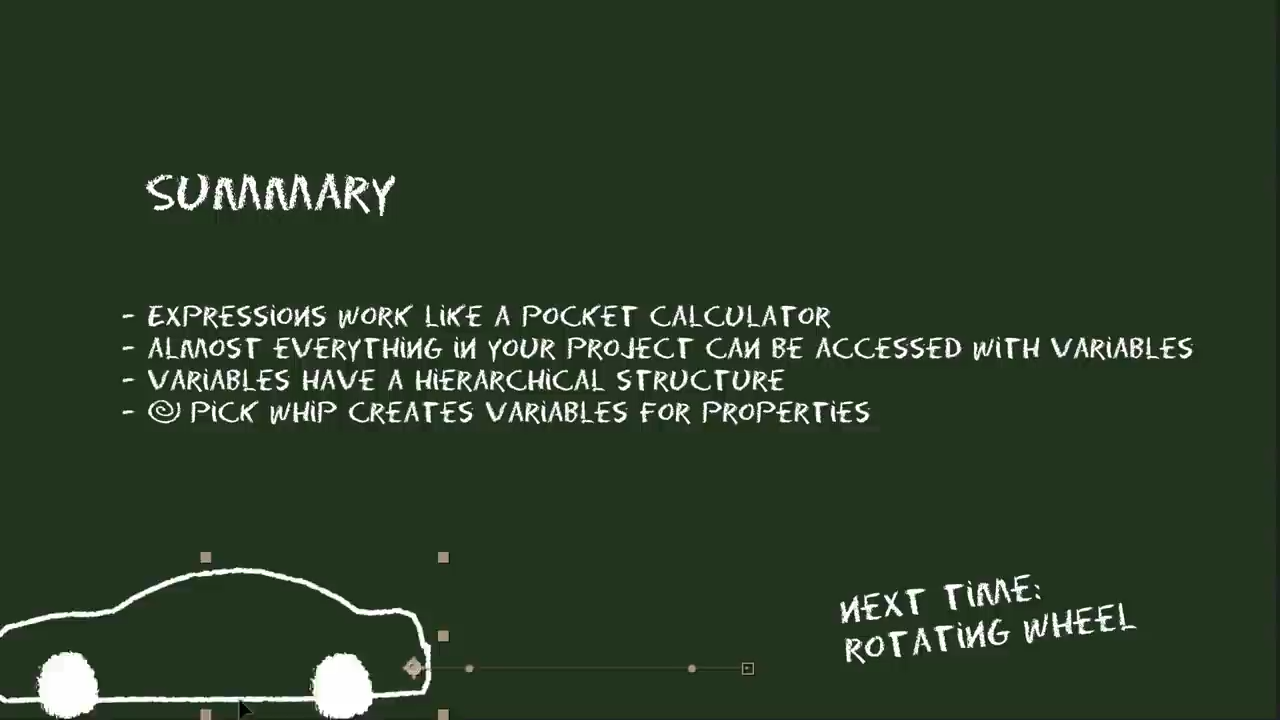 SUMMARY
- EXPRESSIONS WORK LIKE A POCKET CALCULATOR
- ALMOST EVERYTHING IN YOUR PROJECT CAN BE ACCESSED WITH VARIABLES
- VARIABLES HAVE A HIERARCHICAL STRUCTURE
- PICK WHIP CREATES VARIABLES FOR PROPERTIES
NEXT TIME:
ROTATING WHEEL